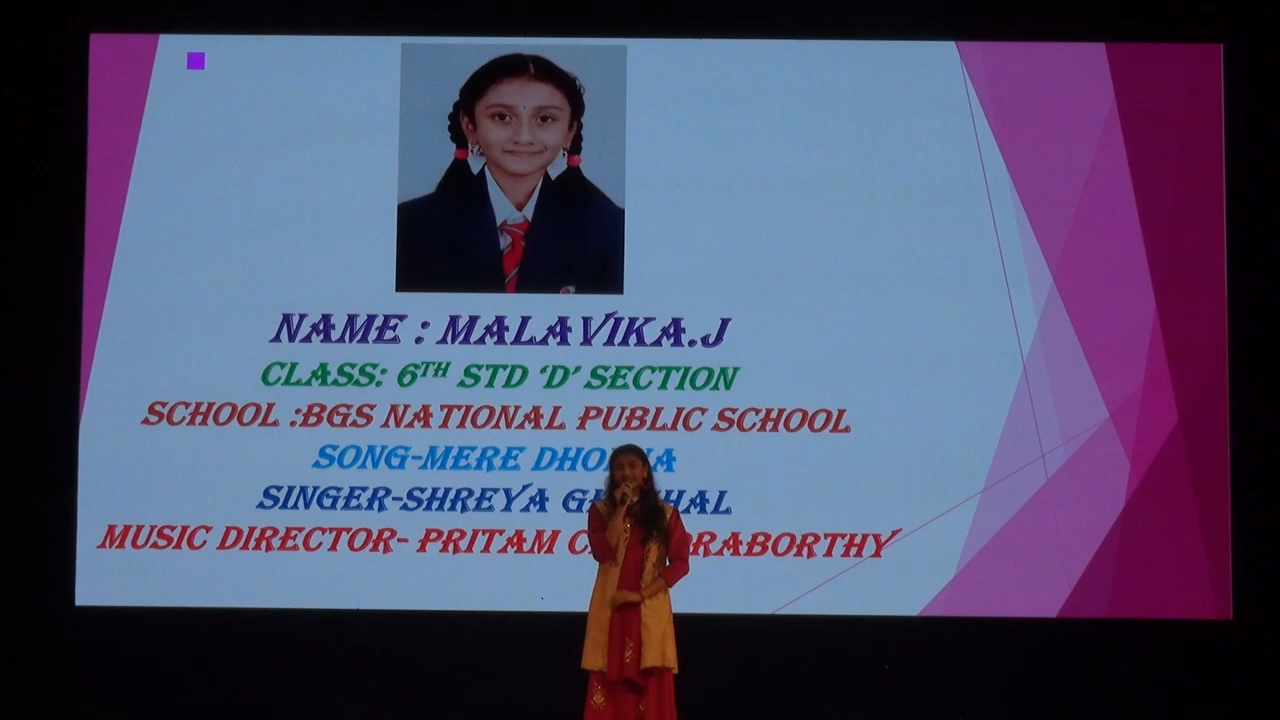 NAME : MALAVIKA.J
CLASS: 6TH STD ‘D’ SECTION
SCHOOL :BGS NATIONAL PUBLIC SCHOOL
SONG-MERE
SINGER-SHREYA
MUSIC DIRECTOR- PRITAM